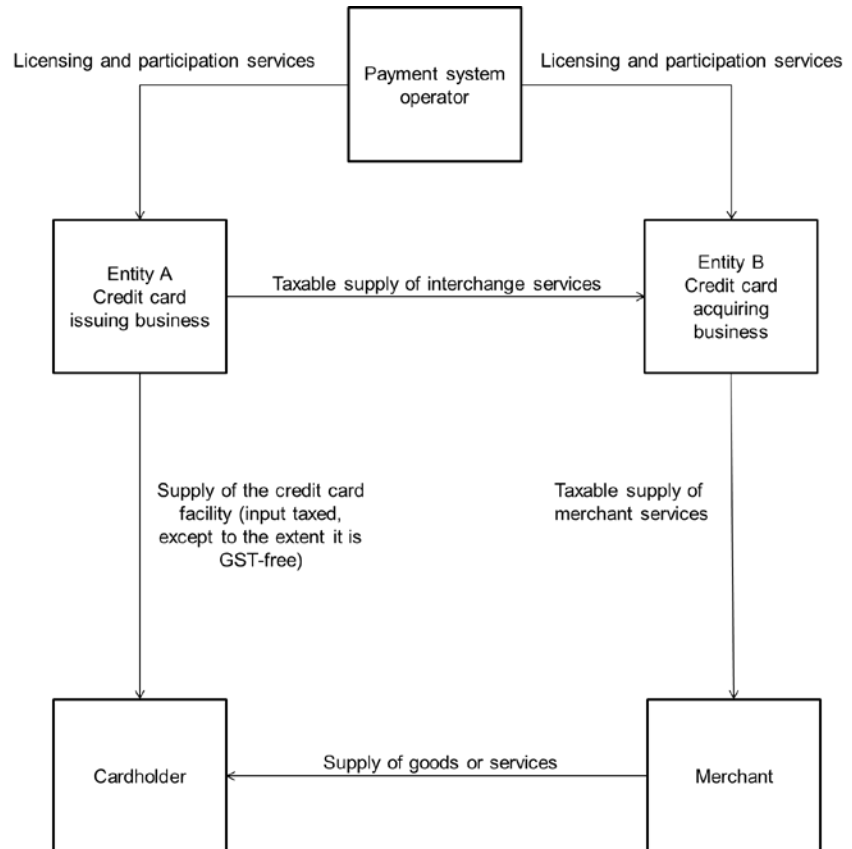 Licensing and participation services
Payment system
operator
Licensing and participation services
Entity A
Credit card
issuing business
Taxable supply of interchange services
Entity B
Credit card
acquiring
business
Supply of the credit card
facility (input taxed,
except to the extent it is
GST-free)
Taxable supply of
merchant services
Cardholder
Supply of goods or services
Merchant